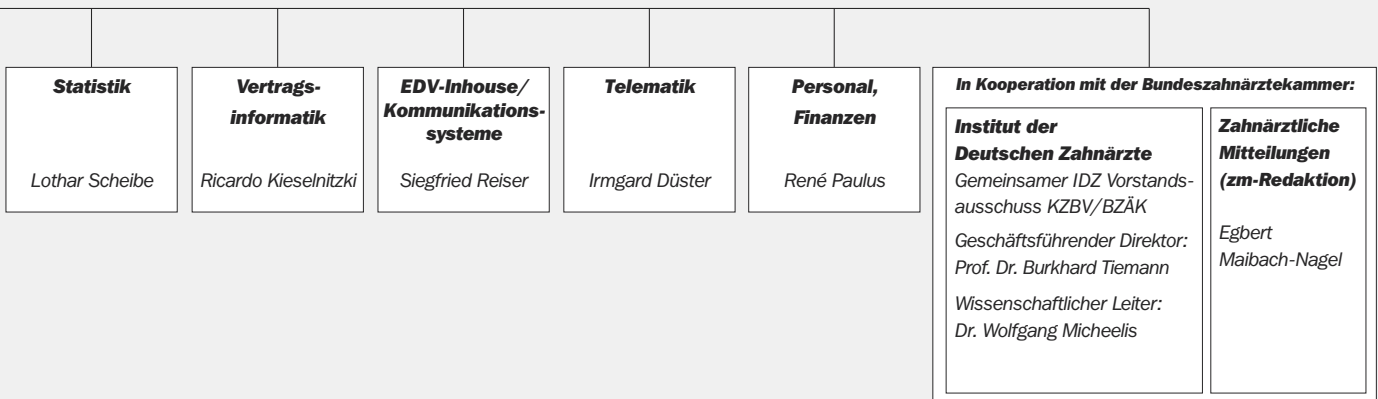 Statistik
Lothar Scheibe
Vertrags-
informatik
Ricardo Kieselnitzki
EDV-Inhouse/
Kommunikations-
systeme
Siegfried Reiser
Telematik
Irmgard Düster
Personal,
Finanzen
René Paulus
In Kooperation mit der Bundeszahnärztekammer:
Institut der
Deutschen Zahnärzte
Gemeinsamer IDZ Vorstands-
ausschuss KZBV/BZÄK
Geschäftsführender Direktor:
Prof. Dr. Burkhard Tiemann
Wissenschaftlicher Leiter:
Dr. Wolfgang Micheelis
Zahnärztliche
Mitteilungen
(zm-Redaktion)
Egbert
Maibach-Nagel